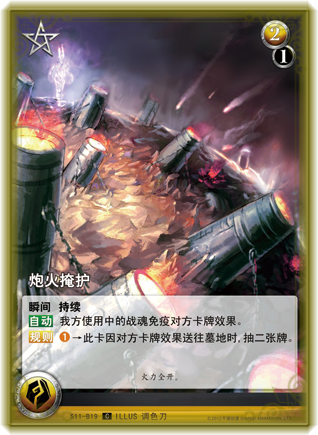 2
1
炮火掩护
瞬间 持续
自动 我方使用中的战魂免疫对方卡牌效果。
规则 1→此卡因对方卡牌效果送往墓地时,抽二张牌。
火力全开。
S11-B19 C ILLUS 调色刀